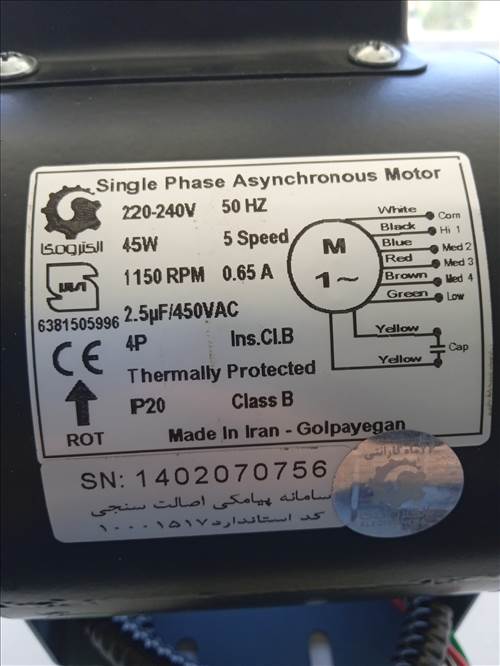 Single Phase Asynchronous Motor
220-240V 50 HZ
الکتروصکا 45W 5 Speed
1150 RPM 0.65 A
6381505996 2.5µF/450VAC
CE 4P Ins.Cl.B
Thermally Protected
IP20 Class B
ROT Made In Iran - Golpayegan
M
1~
White Com
Black Hi 1
Blue Med 2
Red Med 3
Brown Med 4
Green Low
Yellow
Cap
Yellow
SN: 1402070756
سامانه پیامکی اصالت سنجی
کد استاندارد ۱۰۰۰۱۵۱۷